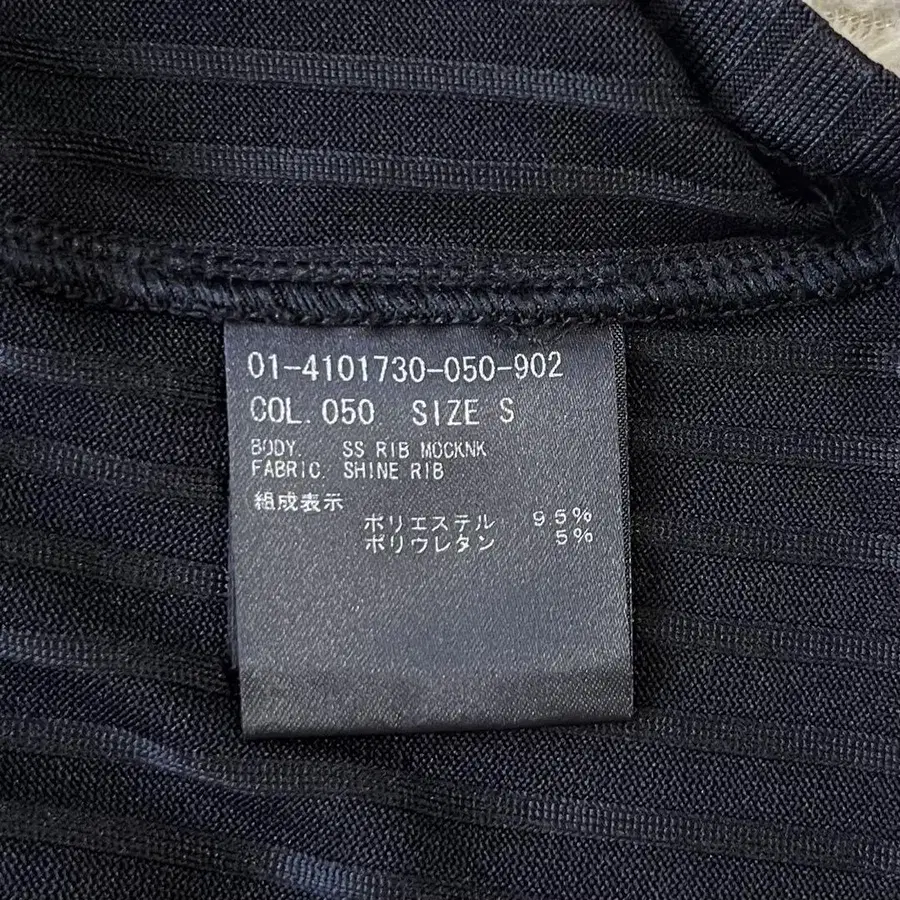 01-4101730-050-902
COL. 050 SIZE S
BODY. SS RIB MOCKNK
FABRIC. SHINE RIB
組成表示
ポリエステル 95%
ポリウレタン 5%